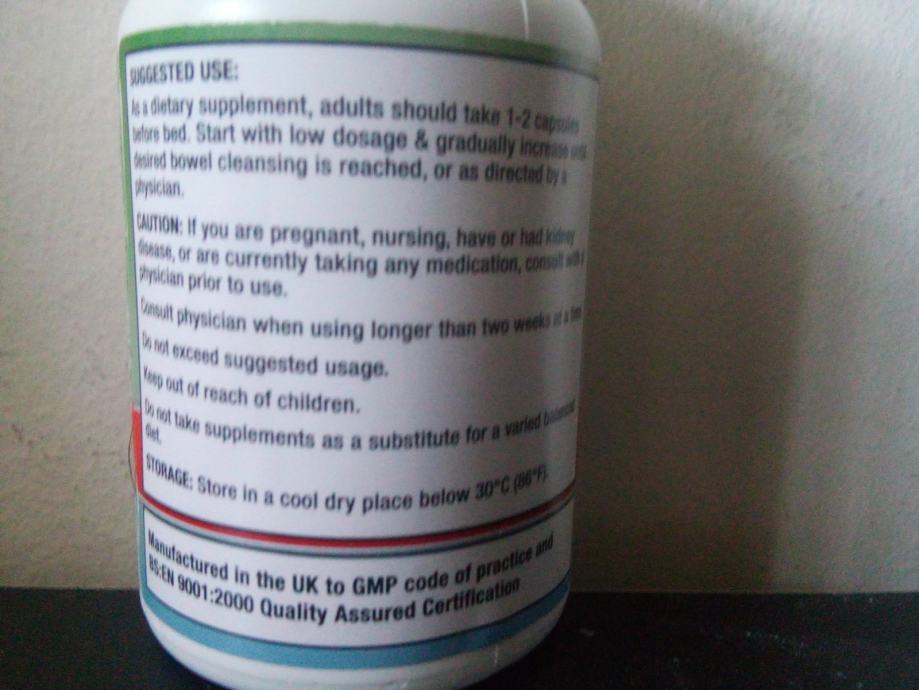 SUGGESTED USE:
As a dietary supplement, adults should take 1-2 capsules
before bed. Start with low dosage & gradually increase until
desired bowel cleansing is reached, or as directed by a
physician.
CAUTION: If you are pregnant, nursing, have or had kidney
disease, or are currently taking any medication, consult with a
physician prior to use.
Consult physician when using longer than two weeks at a time
Do not exceed suggested usage.
Keep out of reach of children.
Do not take supplements as a substitute for a varied balanced
diet.
STORAGE: Store in a cool dry place below 30°C (86°F).
Manufactured in the UK to GMP code of practice and
BS:EN 9001:2000 Quality Assured Certification